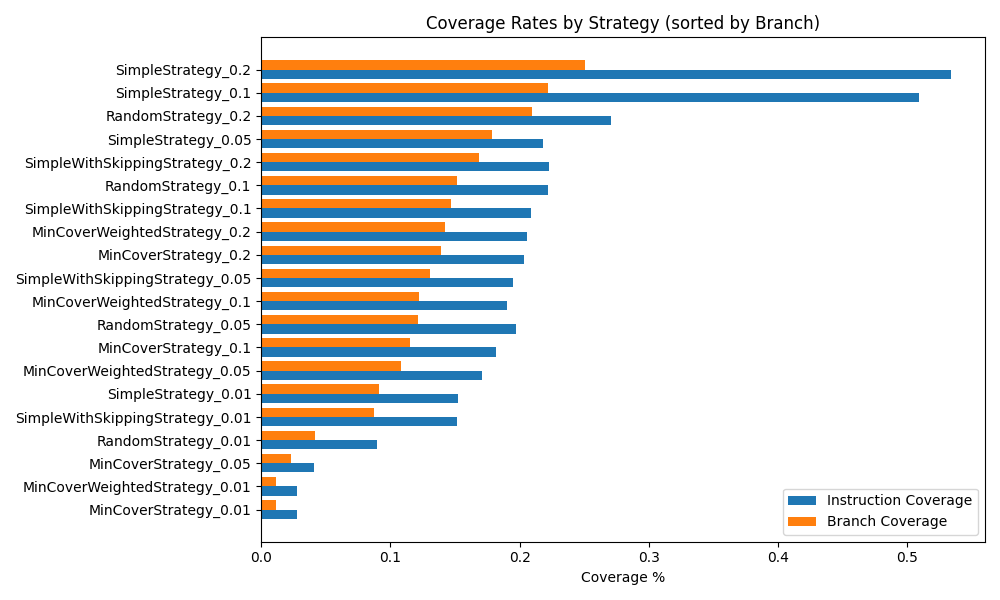 Coverage Rates by Strategy (sorted by Branch)
SimpleStrategy_0.2
SimpleStrategy_0.1
RandomStrategy_0.2
SimpleStrategy_0.05
SimpleWithSkippingStrategy_0.2
RandomStrategy_0.1
SimpleWithSkippingStrategy_0.1
MinCoverWeightedStrategy_0.2
MinCoverStrategy_0.2
SimpleWithSkippingStrategy_0.05
MinCoverWeightedStrategy_0.1
RandomStrategy_0.05
MinCoverStrategy_0.1
MinCoverWeightedStrategy_0.05
SimpleStrategy_0.01
SimpleWithSkippingStrategy_0.01
RandomStrategy_0.01
MinCoverStrategy_0.05
MinCoverWeightedStrategy_0.01
MinCoverStrategy_0.01
Instruction Coverage
Branch Coverage
0.0 0.1 0.2 0.3 0.4 0.5
Coverage %